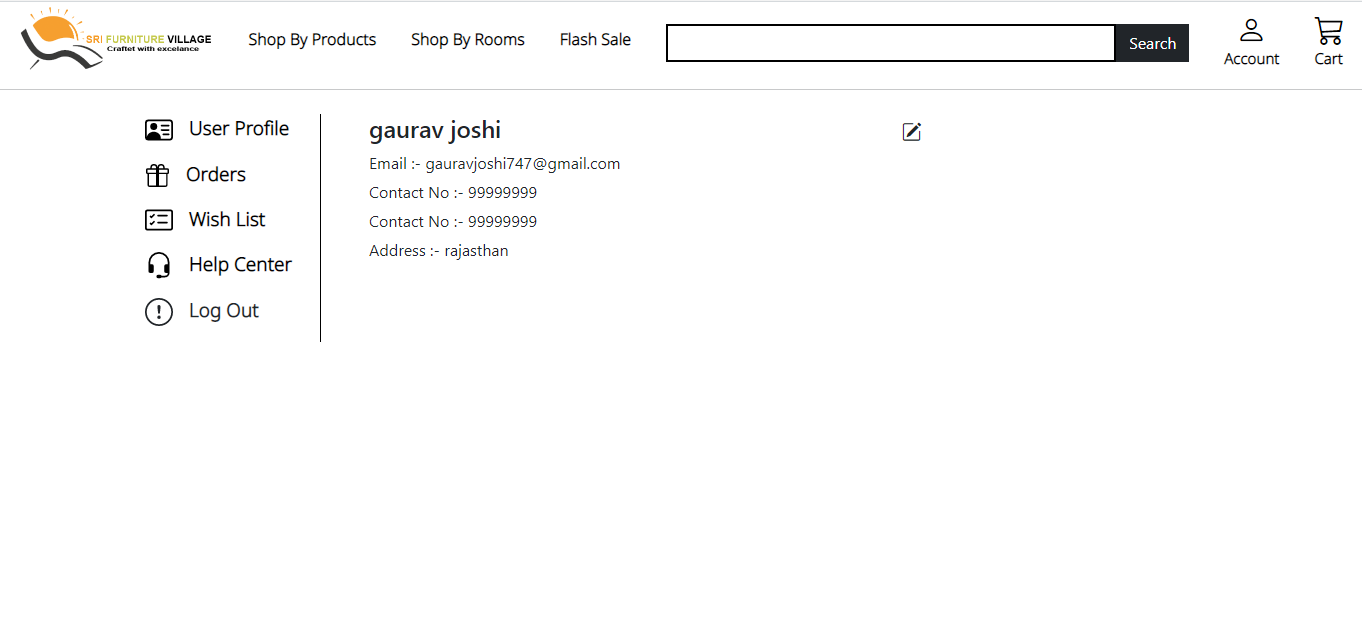 SRI FURNITURE VILLAGE
Craftet with excelance
Shop By Products
Shop By Rooms
Flash Sale
Search
Account
Cart
User Profile
Orders
Wish List
Help Center
Log Out
gaurav joshi
Email :- gauravjoshi747@gmail.com
Contact No :- 99999999
Contact No :- 99999999
Address :- rajasthan